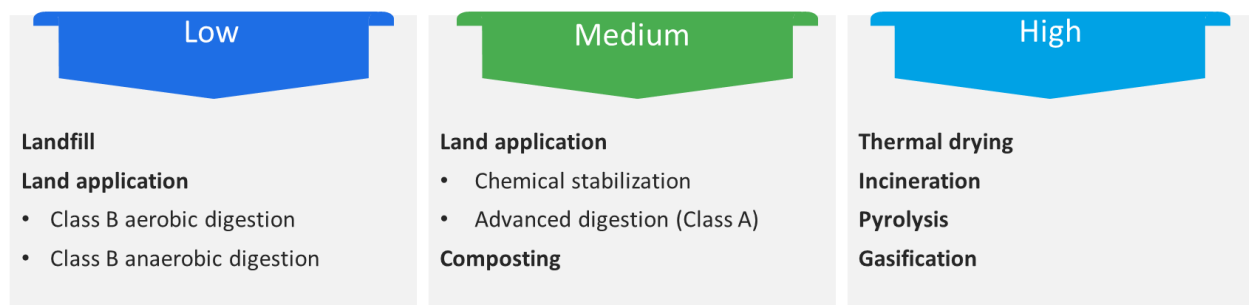 Low
Landfill
Land application
• Class B aerobic digestion
• Class B anaerobic digestion
Medium
Land application
• Chemical stabilization
• Advanced digestion (Class A)
Composting
High
Thermal drying
Incineration
Pyrolysis
Gasification